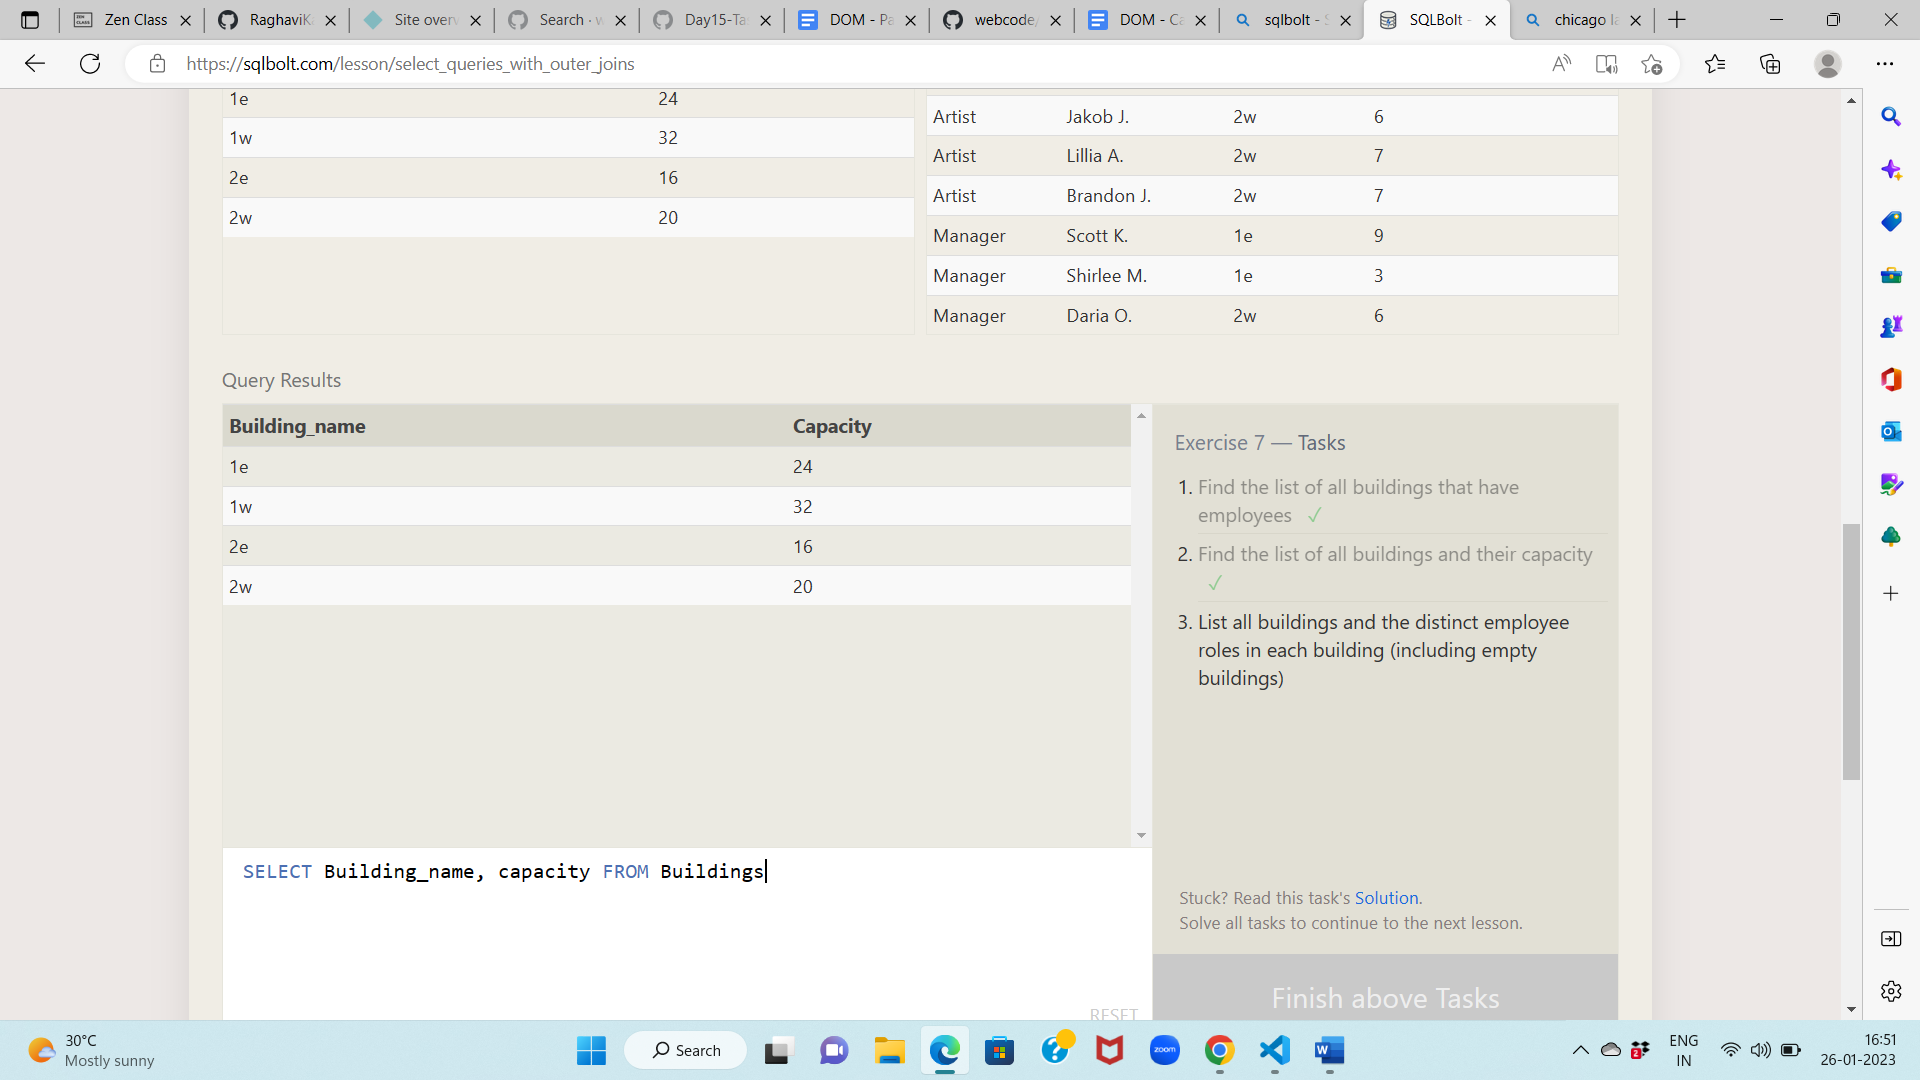 Zen Class
RaghaviKa
Site overv
Search · w
Day15-Tas
DOM - Pa
webcode/
DOM - Ca
sqlbolt - S
SQLBolt -
chicago la
https://sqlbolt.com/lesson/select_queries_with_outer_joins
1e 24
1w 32
2e 16
2w 20
Artist Jakob J. 2w 6
Artist Lillia A. 2w 7
Artist Brandon J. 2w 7
Manager Scott K. 1e 9
Manager Shirlee M. 1e 3
Manager Daria O. 2w 6
Query Results
Building_name Capacity
1e 24
1w 32
2e 16
2w 20
Exercise 7 — Tasks
1. Find the list of all buildings that have
employees ✓
2. Find the list of all buildings and their capacity
✓
3. List all buildings and the distinct employee
roles in each building (including empty
buildings)
SELECT Building_name, capacity FROM Buildings
Stuck? Read this task's Solution.
Solve all tasks to continue to the next lesson.
RESET
Finish above Tasks
30°C
Mostly sunny
Search
zoom
2
ENG
IN
16:51
26-01-2023